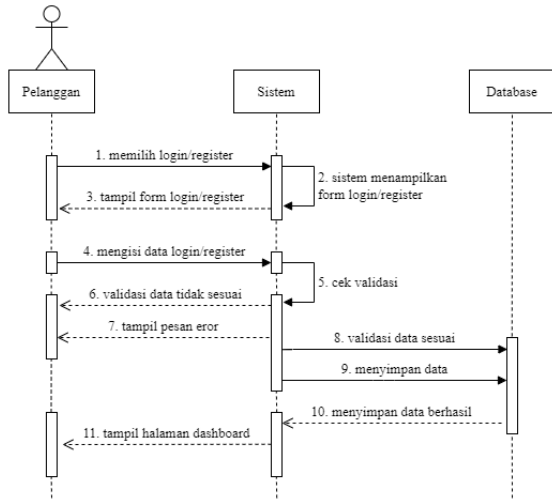 Pelanggan
Sistem
Database
1. memilih login/register
2. sistem menampilkan
form login/register
3. tampil form login/register
4. mengisi data login/register
5. cek validasi
6. validasi data tidak sesuai
7. tampil pesan eror
8. validasi data sesuai
9. menyimpan data
10. menyimpan data berhasil
11. tampil halaman dashboard